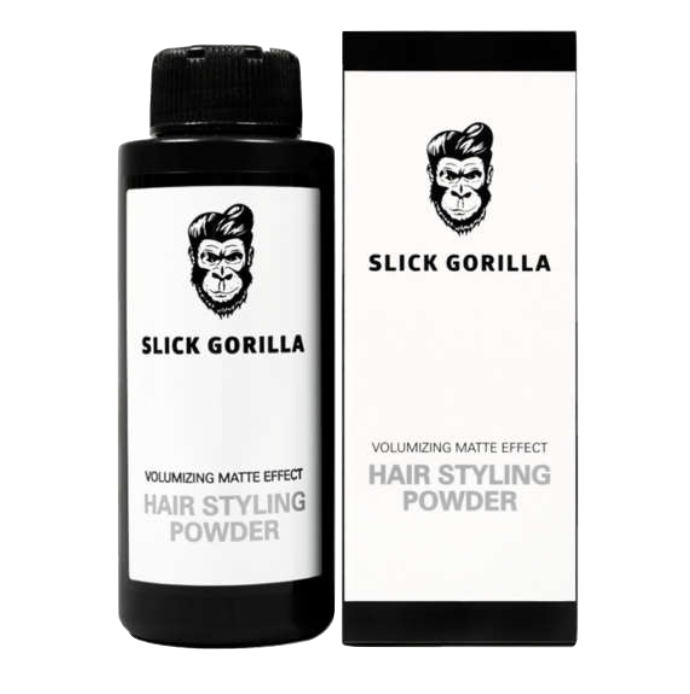 SLICK GORILLA
VOLUMIZING MATTE EFFECT
HAIR STYLING
POWDER
SLICK GORILLA
VOLUMIZING MATTE EFFECT
HAIR STYLING
POWDER